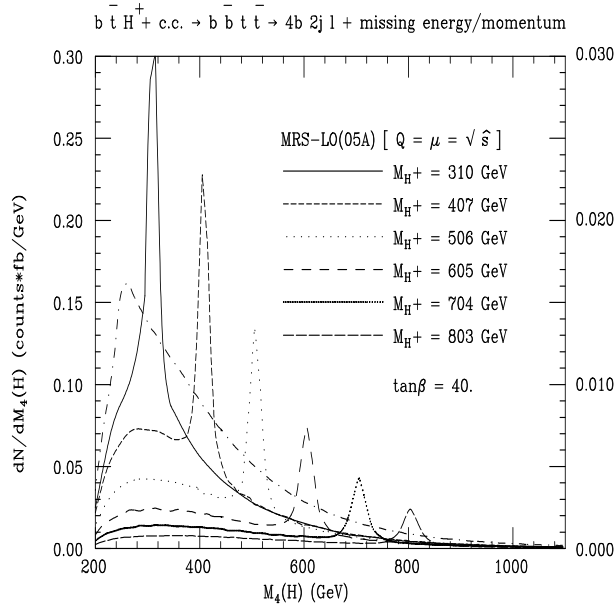 b t̄ H⁺+ c.c. → b b̄ t t̄ → 4b 2j l + missing energy/momentum
0.30
0.25
0.20
0.15
0.10
0.05
0.00
dN/dM₄(H) (counts*fb/GeV)
MRS-LO(05A) [ Q = μ = √ ŝ ]
M_H+ = 310 GeV
M_H+ = 407 GeV
M_H+ = 506 GeV
M_H+ = 605 GeV
M_H+ = 704 GeV
M_H+ = 803 GeV
tanβ = 40.
0.030
0.020
0.010
0.000
200 400 600 800 1000
M₄(H) (GeV)